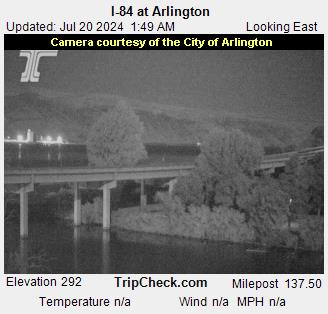 I-84 at Arlington
Updated: Jul 20 2024 1:49 AM Looking East
Camera courtesy of the City of Arlington
Elevation 292 TripCheck.com Milepost 137.50
Temperature n/a Wind n/a MPH n/a